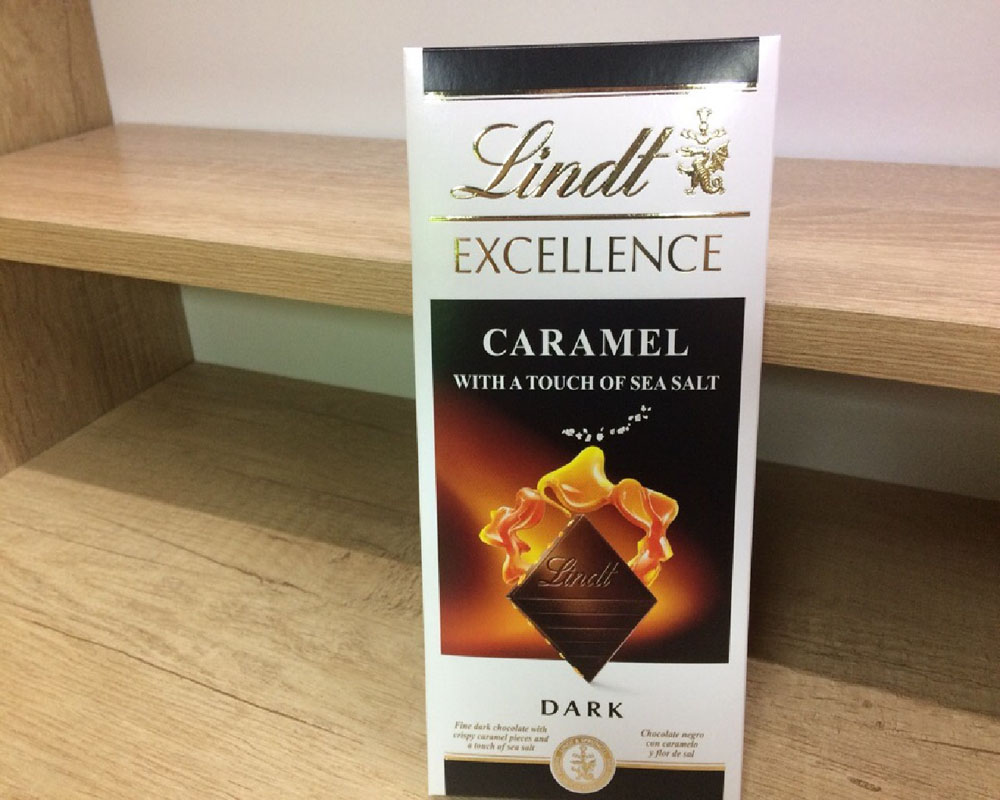 Lindt
EXCELLENCE
CARAMEL
WITH A TOUCH OF SEA SALT
Lindt
DARK
Fine dark chocolate with
crispy caramel pieces and
a touch of sea salt
Chocolate negro
con caramelo
y flor de sal